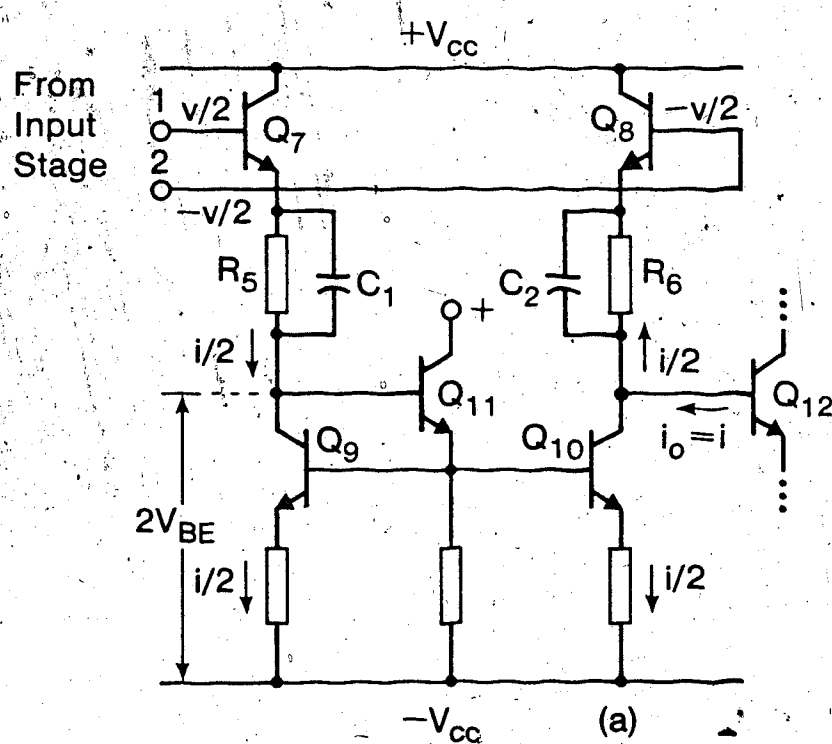 +Vcc
From
Input
Stage
1
v/2
Q7
Q8
−v/2
2
−v/2
R5
C1
C2
R6
i/2
+
i/2
Q11
Q12
Q9
Q10
io=i
2VBE
i/2
i/2
−Vcc
(a)